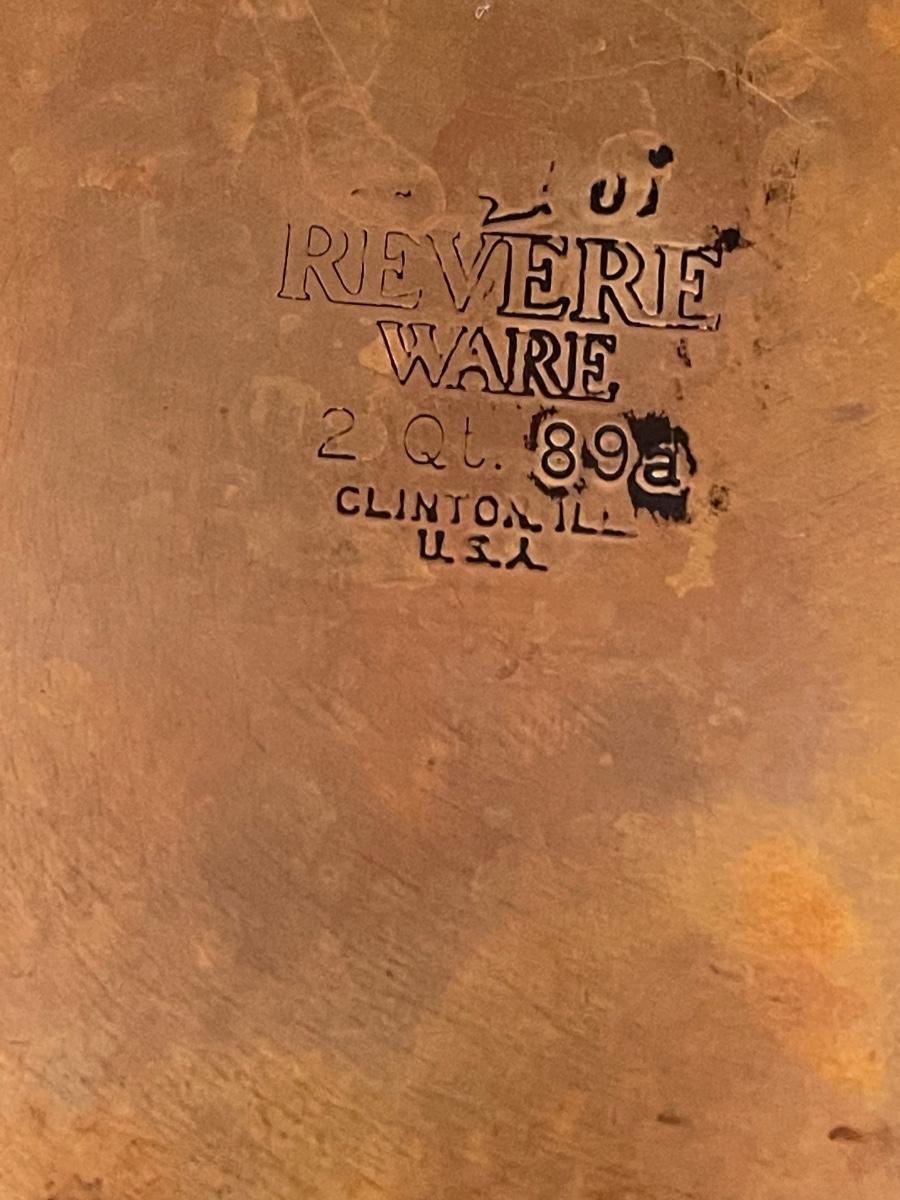 REVERE
WARE
2 Qt. 89a
CLINTON, ILL
U.S.A